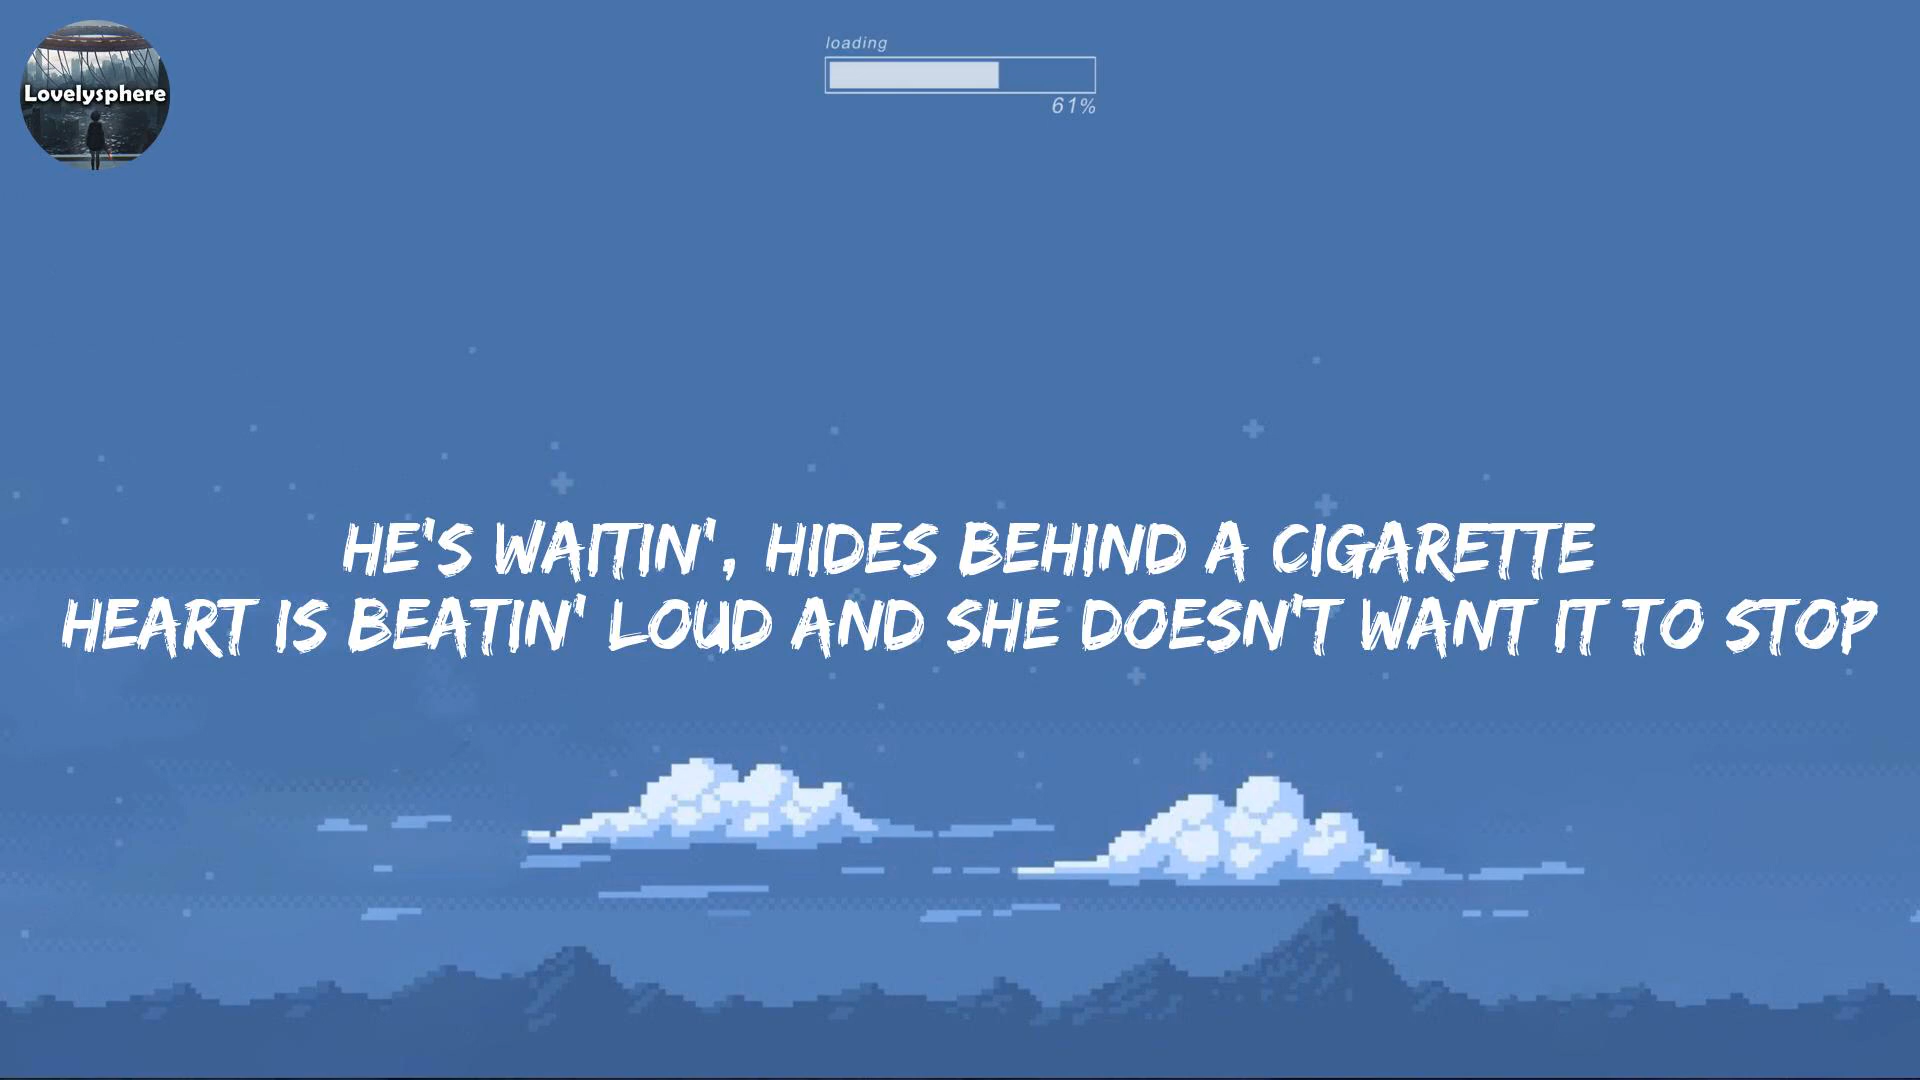 Lovelysphere
loading
61%
HE'S WAITIN', HIDES BEHIND A CIGARETTE
HEART IS BEATIN' LOUD AND SHE DOESN'T WANT IT TO STOP